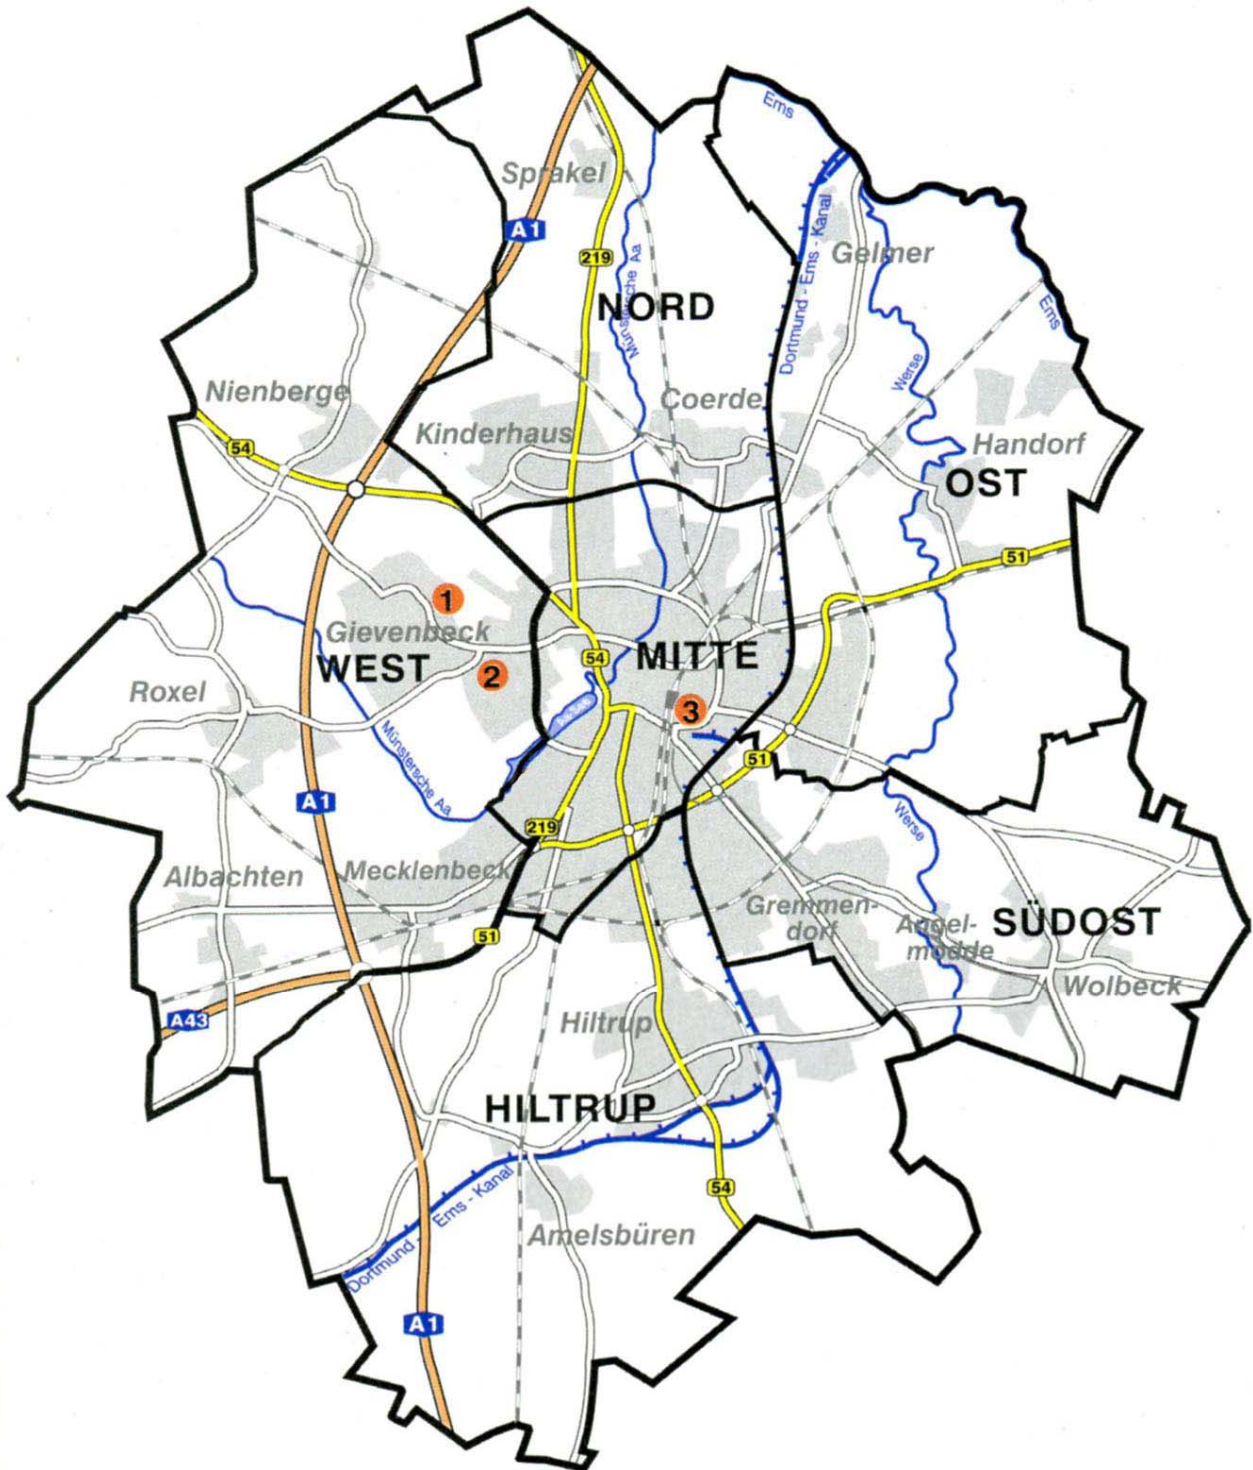 Ems
Sprakel
A1
219
Münstersche Aa
Dortmund - Ems - Kanal
Gelmer
NORD
Ems
Werse
Nienberge
Coerde
Kinderhaus
54
Handorf
OST
51
1
Gievenbeck
WEST
2
54
MITTE
Roxel
3
Aa See
Münstersche Aa
51
A1
219
Werse
Albachten
Mecklenbeck
Gremmen-
dorf
Angel-
modde
SÜDOST
51
Wolbeck
A43
Hiltrup
HILTRUP
54
Dortmund - Ems - Kanal
Amelsbüren
A1